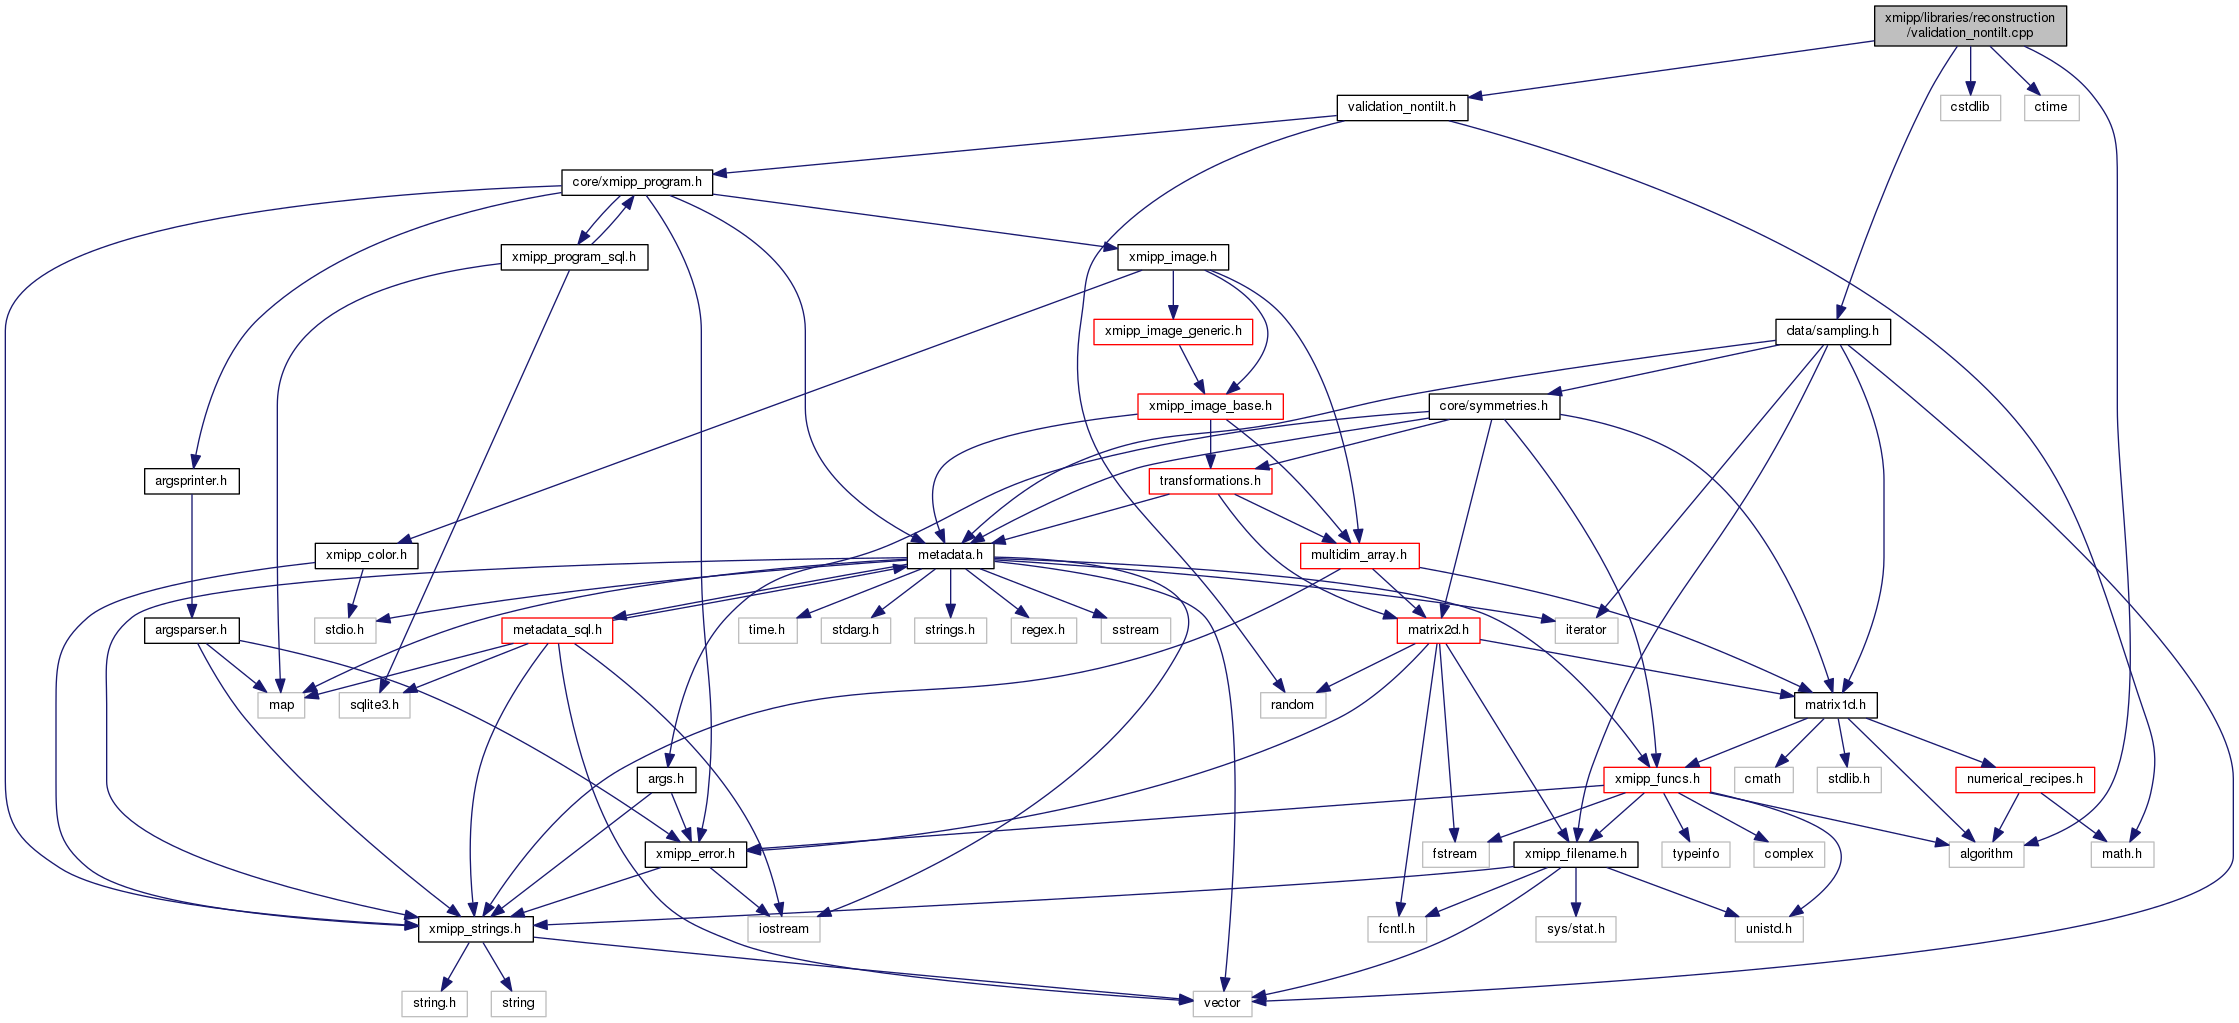 xmipp/libraries/reconstruction
/validation_nontilt.cpp
validation_nontilt.h
cstdlib
ctime
core/xmipp_program.h
xmipp_program_sql.h
xmipp_image.h
xmipp_image_generic.h
data/sampling.h
xmipp_image_base.h
core/symmetries.h
argsprinter.h
transformations.h
xmipp_color.h
metadata.h
multidim_array.h
argsparser.h
stdio.h
metadata_sql.h
time.h
stdarg.h
strings.h
regex.h
sstream
matrix2d.h
iterator
map
sqlite3.h
random
matrix1d.h
args.h
xmipp_funcs.h
cmath
stdlib.h
numerical_recipes.h
xmipp_error.h
fstream
xmipp_filename.h
typeinfo
complex
algorithm
math.h
xmipp_strings.h
iostream
fcntl.h
sys/stat.h
unistd.h
string.h
string
vector